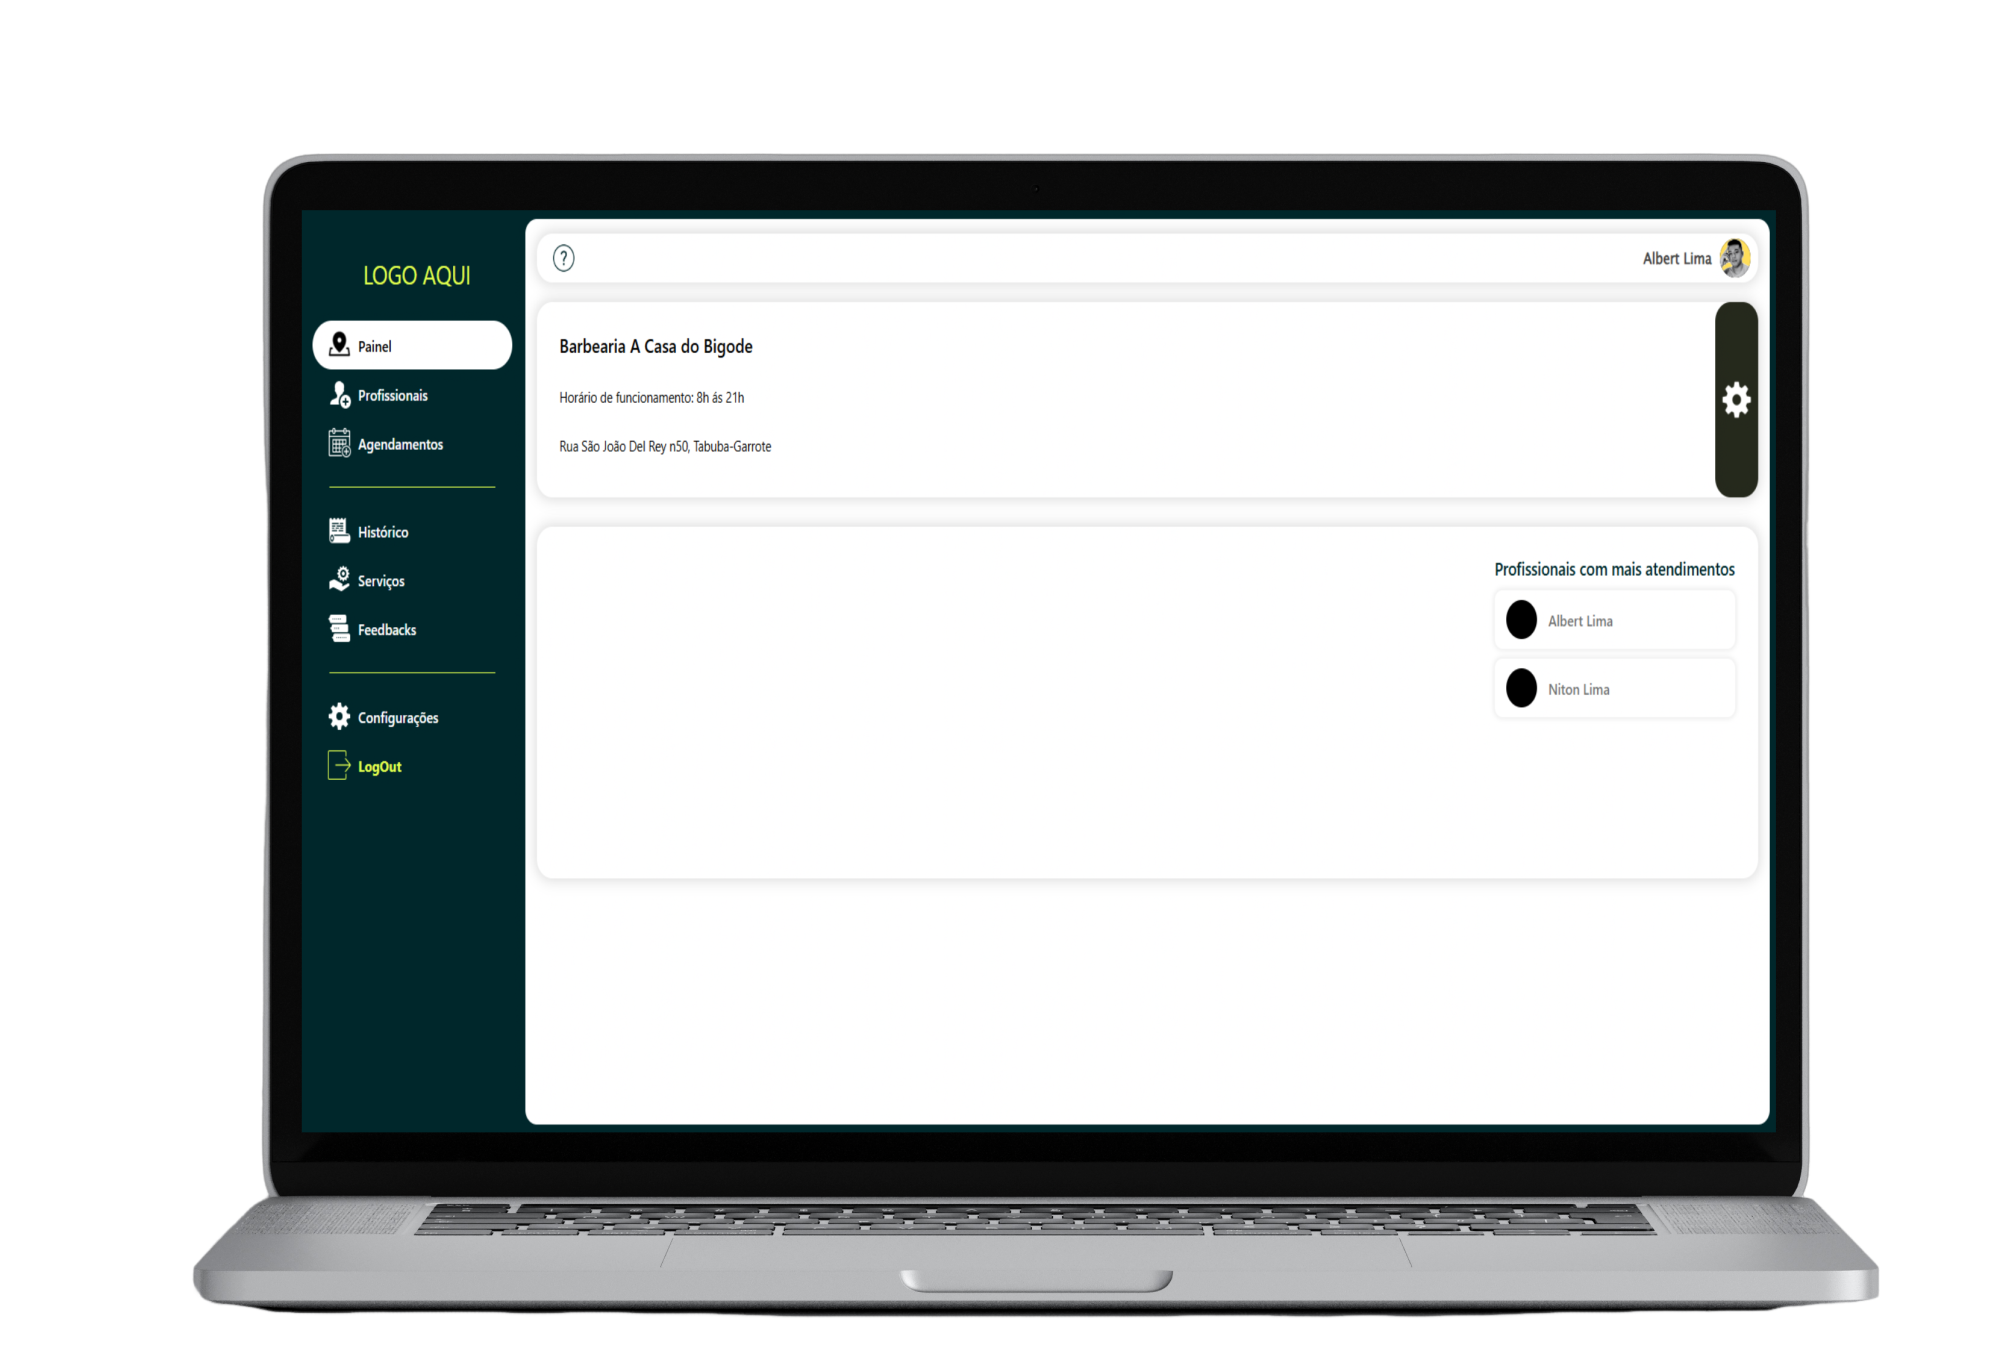 LOGO AQUI
Painel
Profissionais
Agendamentos
Histórico
Serviços
Feedbacks
Configurações
LogOut
?
Albert Lima
Barbearia A Casa do Bigode
Horário de funcionamento: 8h ás 21h
Rua São João Del Rey n50, Tabuba-Garrote
Profissionais com mais atendimentos
Albert Lima
Niton Lima